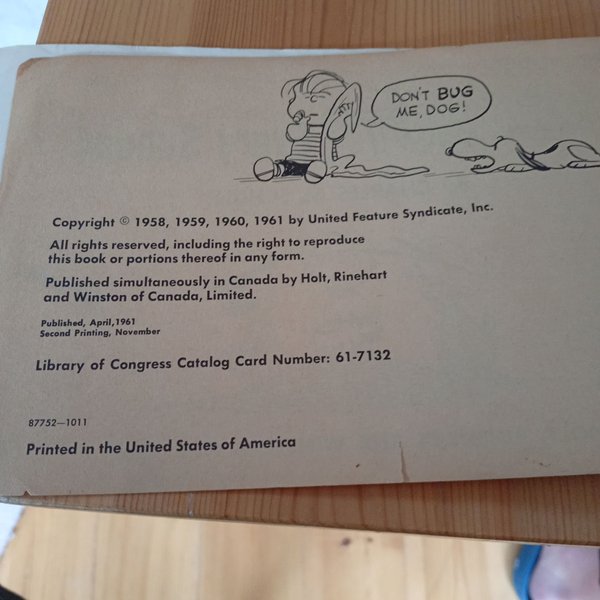 DON'T BUG
ME, DOG!
Copyright © 1958, 1959, 1960, 1961 by United Feature Syndicate, Inc.
All rights reserved, including the right to reproduce
this book or portions thereof in any form.
Published simultaneously in Canada by Holt, Rinehart
and Winston of Canada, Limited.
Published, April,1961
Second Printing, November
Library of Congress Catalog Card Number: 61-7132
87752—1011
Printed in the United States of America